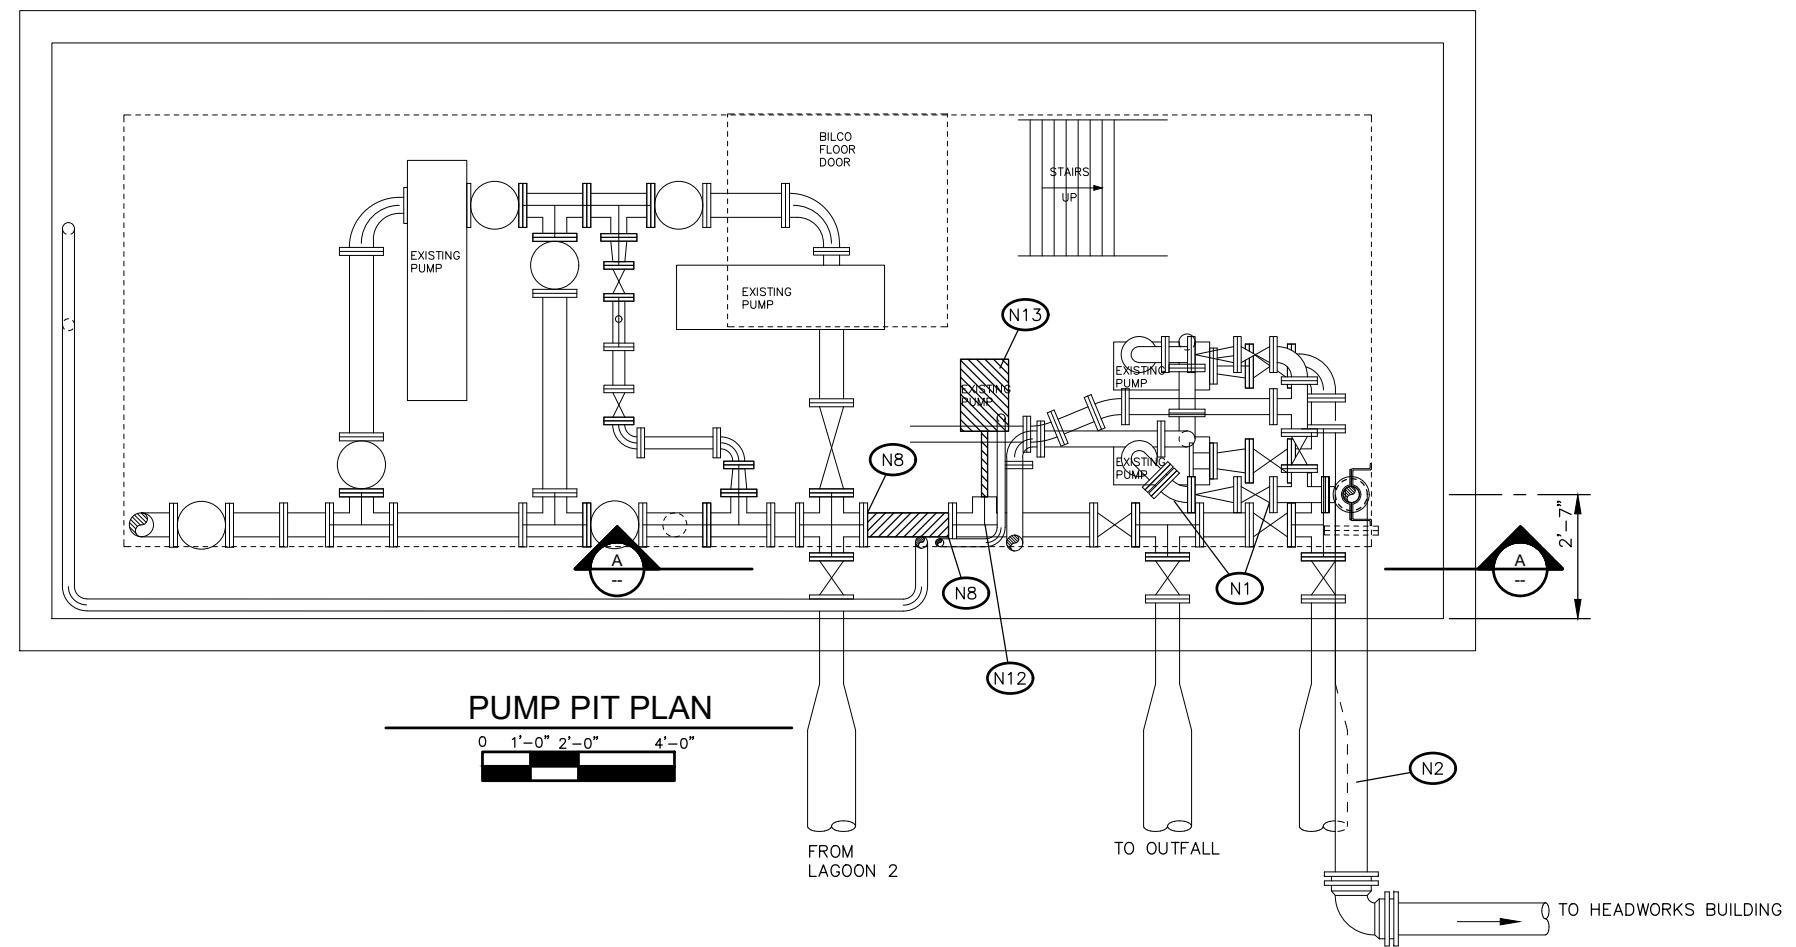 BILCO
FLOOR
DOOR
STAIRS
UP
EXISTING
PUMP
EXISTING
PUMP
N13
EXISTING
PUMP
EXISTING
PUMP
EXISTING
PUMP
N8
2'-7"
A
--
A
--
N8
N1
N12
PUMP PIT PLAN
0 1'-0" 2'-0" 4'-0"
N2
FROM
LAGOON 2
TO OUTFALL
TO HEADWORKS BUILDING